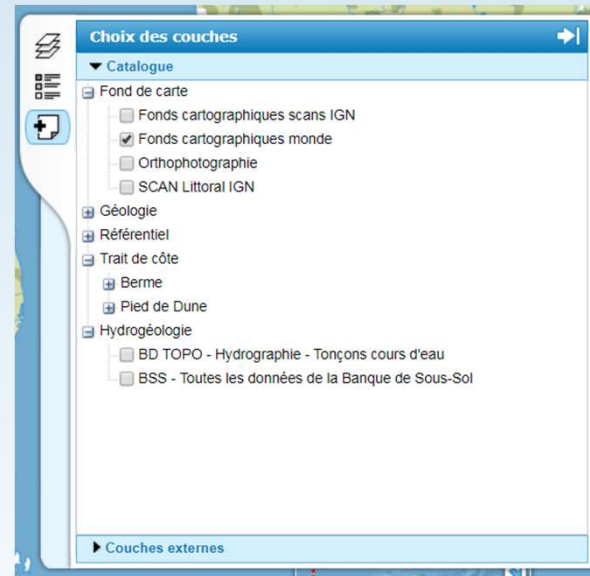 Choix des couches
Catalogue
Fond de carte
Fonds cartographiques scans IGN
Fonds cartographiques monde
Orthophotographie
SCAN Littoral IGN
Géologie
Référentiel
Trait de côte
Berme
Pied de Dune
Hydrogéologie
BD TOPO - Hydrographie - Tonçons cours d'eau
BSS - Toutes les données de la Banque de Sous-Sol
Couches externes